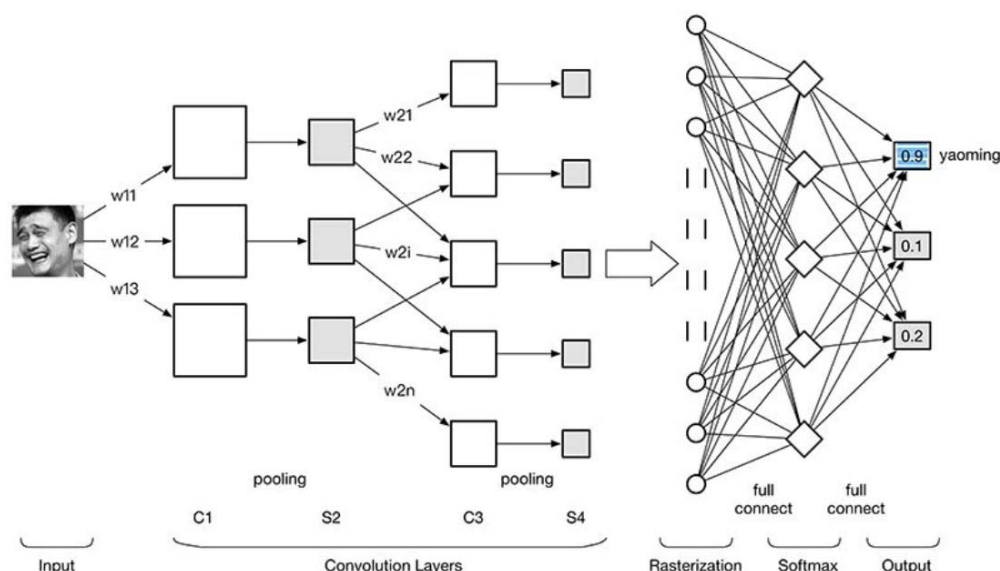 w11
w12
w13
w21
w22
w2i
w2n
0.9 yaoming
0.1
0.2
pooling
pooling
full
connect
full
connect
C1
S2
C3
S4
Input
Convolution Layers
Rasterization
Softmax
Output